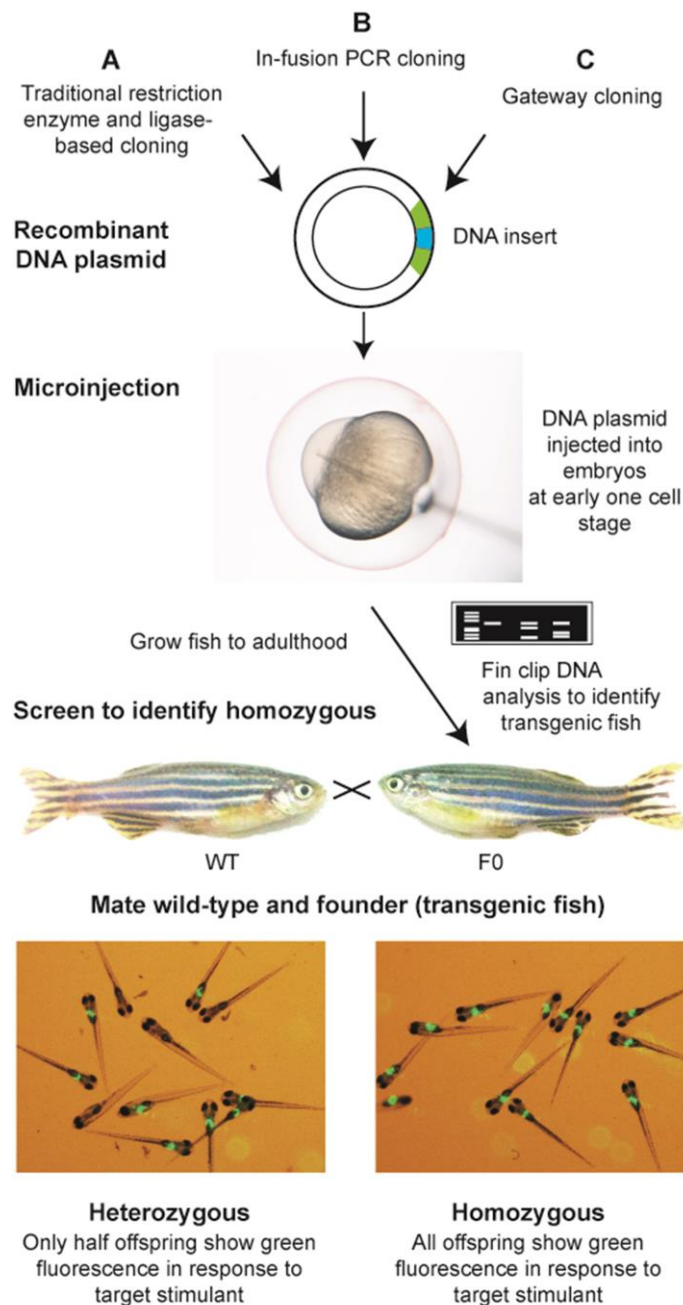 B
In-fusion PCR cloning
A
Traditional restriction
enzyme and ligase-
based cloning
C
Gateway cloning
Recombinant
DNA plasmid
DNA insert
Microinjection
DNA plasmid
injected into
embryos
at early one cell
stage
Grow fish to adulthood
Fin clip DNA
analysis to identify
transgenic fish
Screen to identify homozygous
WT
F0
Mate wild-type and founder (transgenic fish)
Heterozygous
Only half offspring show green
fluorescence in response to
target stimulant
Homozygous
All offspring show green
fluorescence in response to
target stimulant